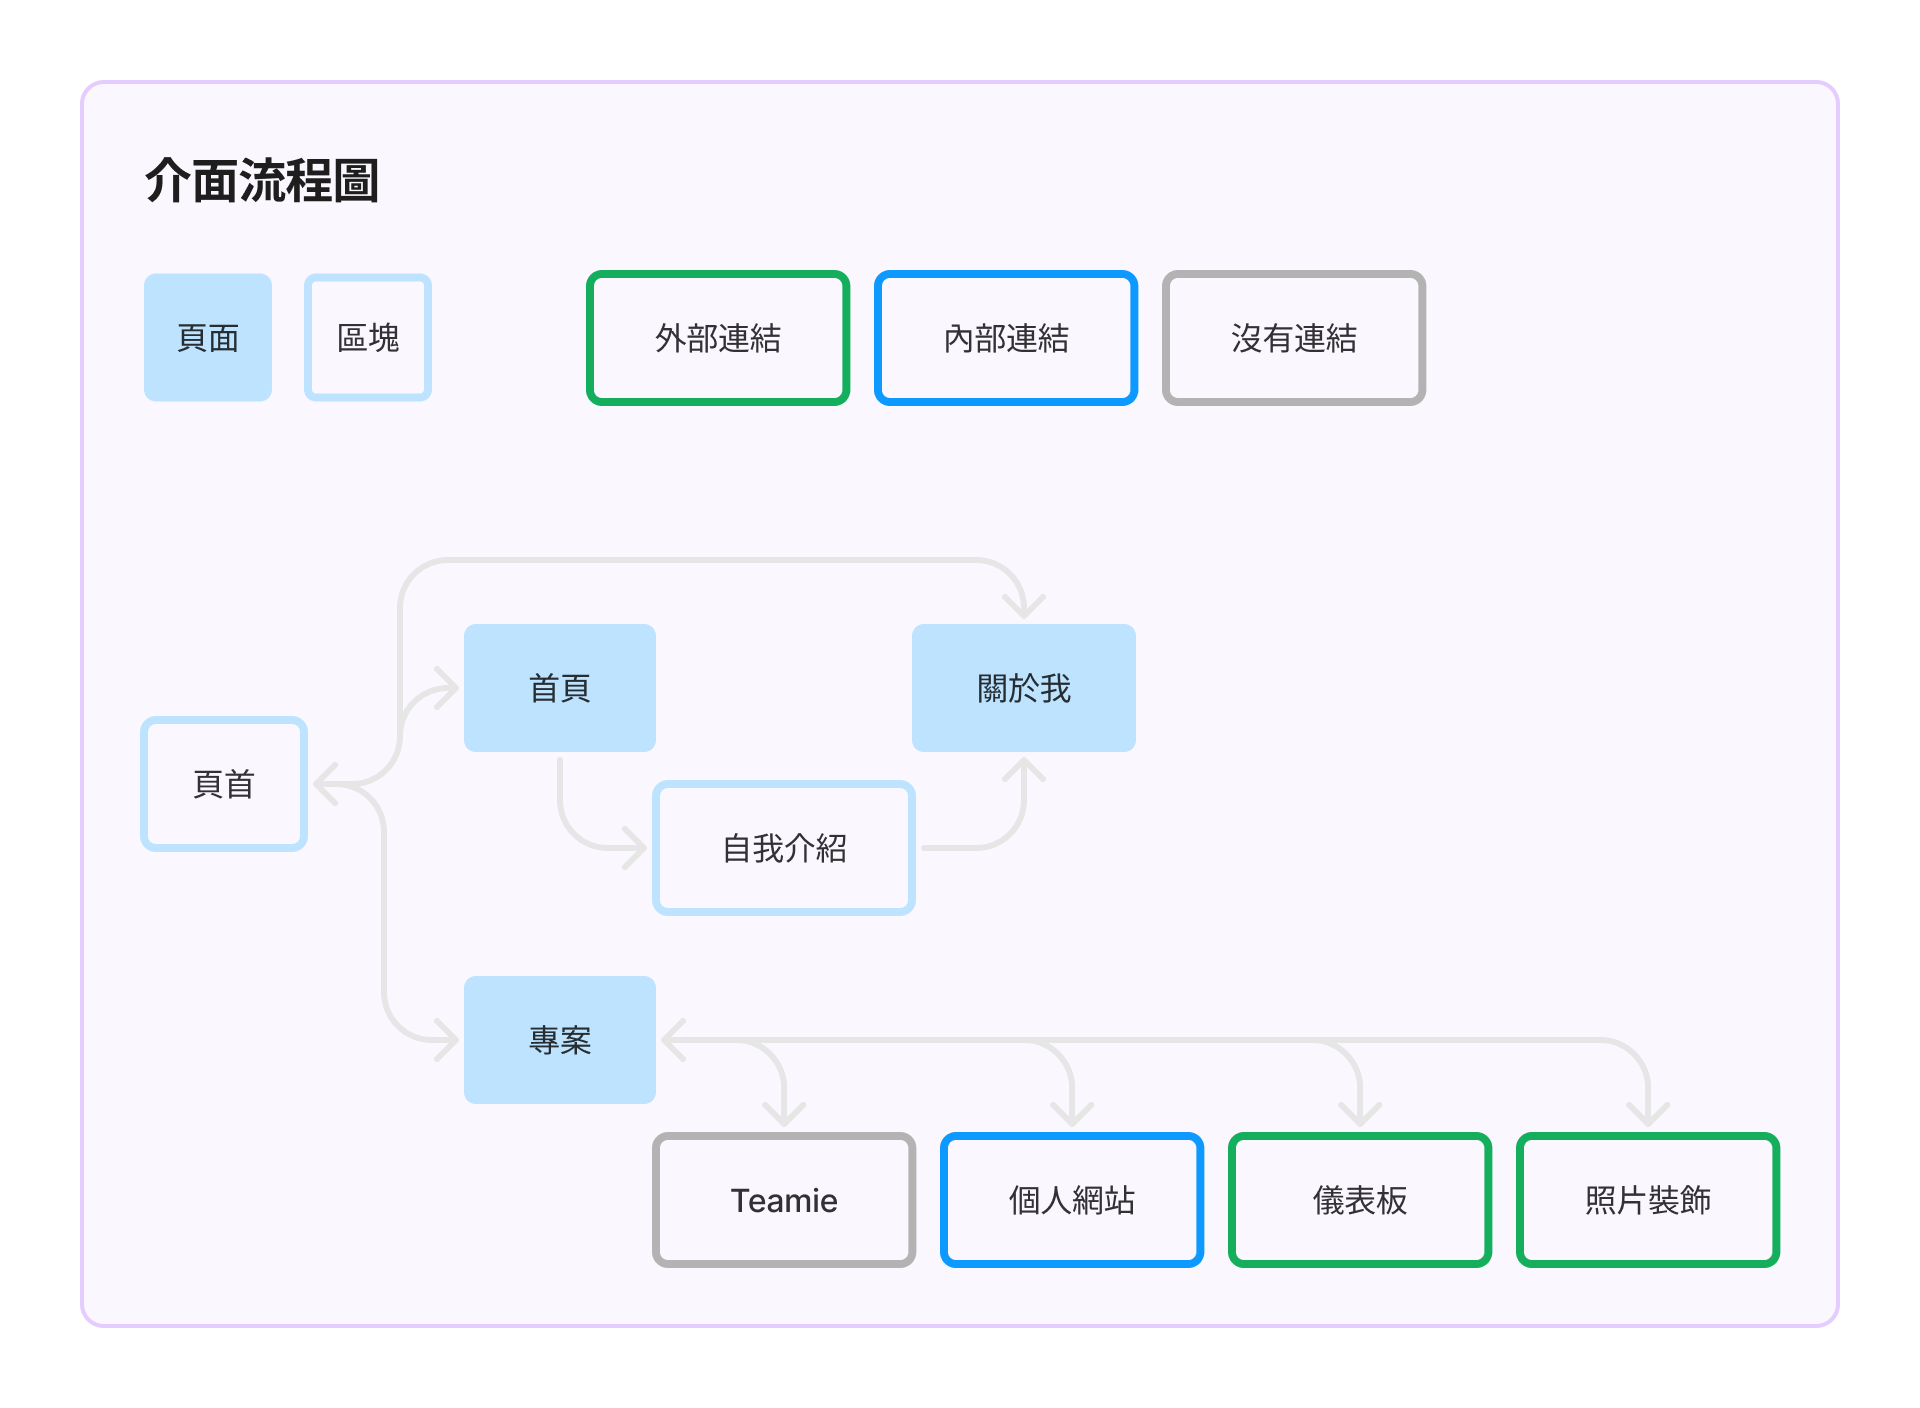 介面流程圖
頁面
區塊
外部連結
內部連結
沒有連結
首頁
關於我
頁首
自我介紹
專案
Teamie
個人網站
儀表板
照片裝飾